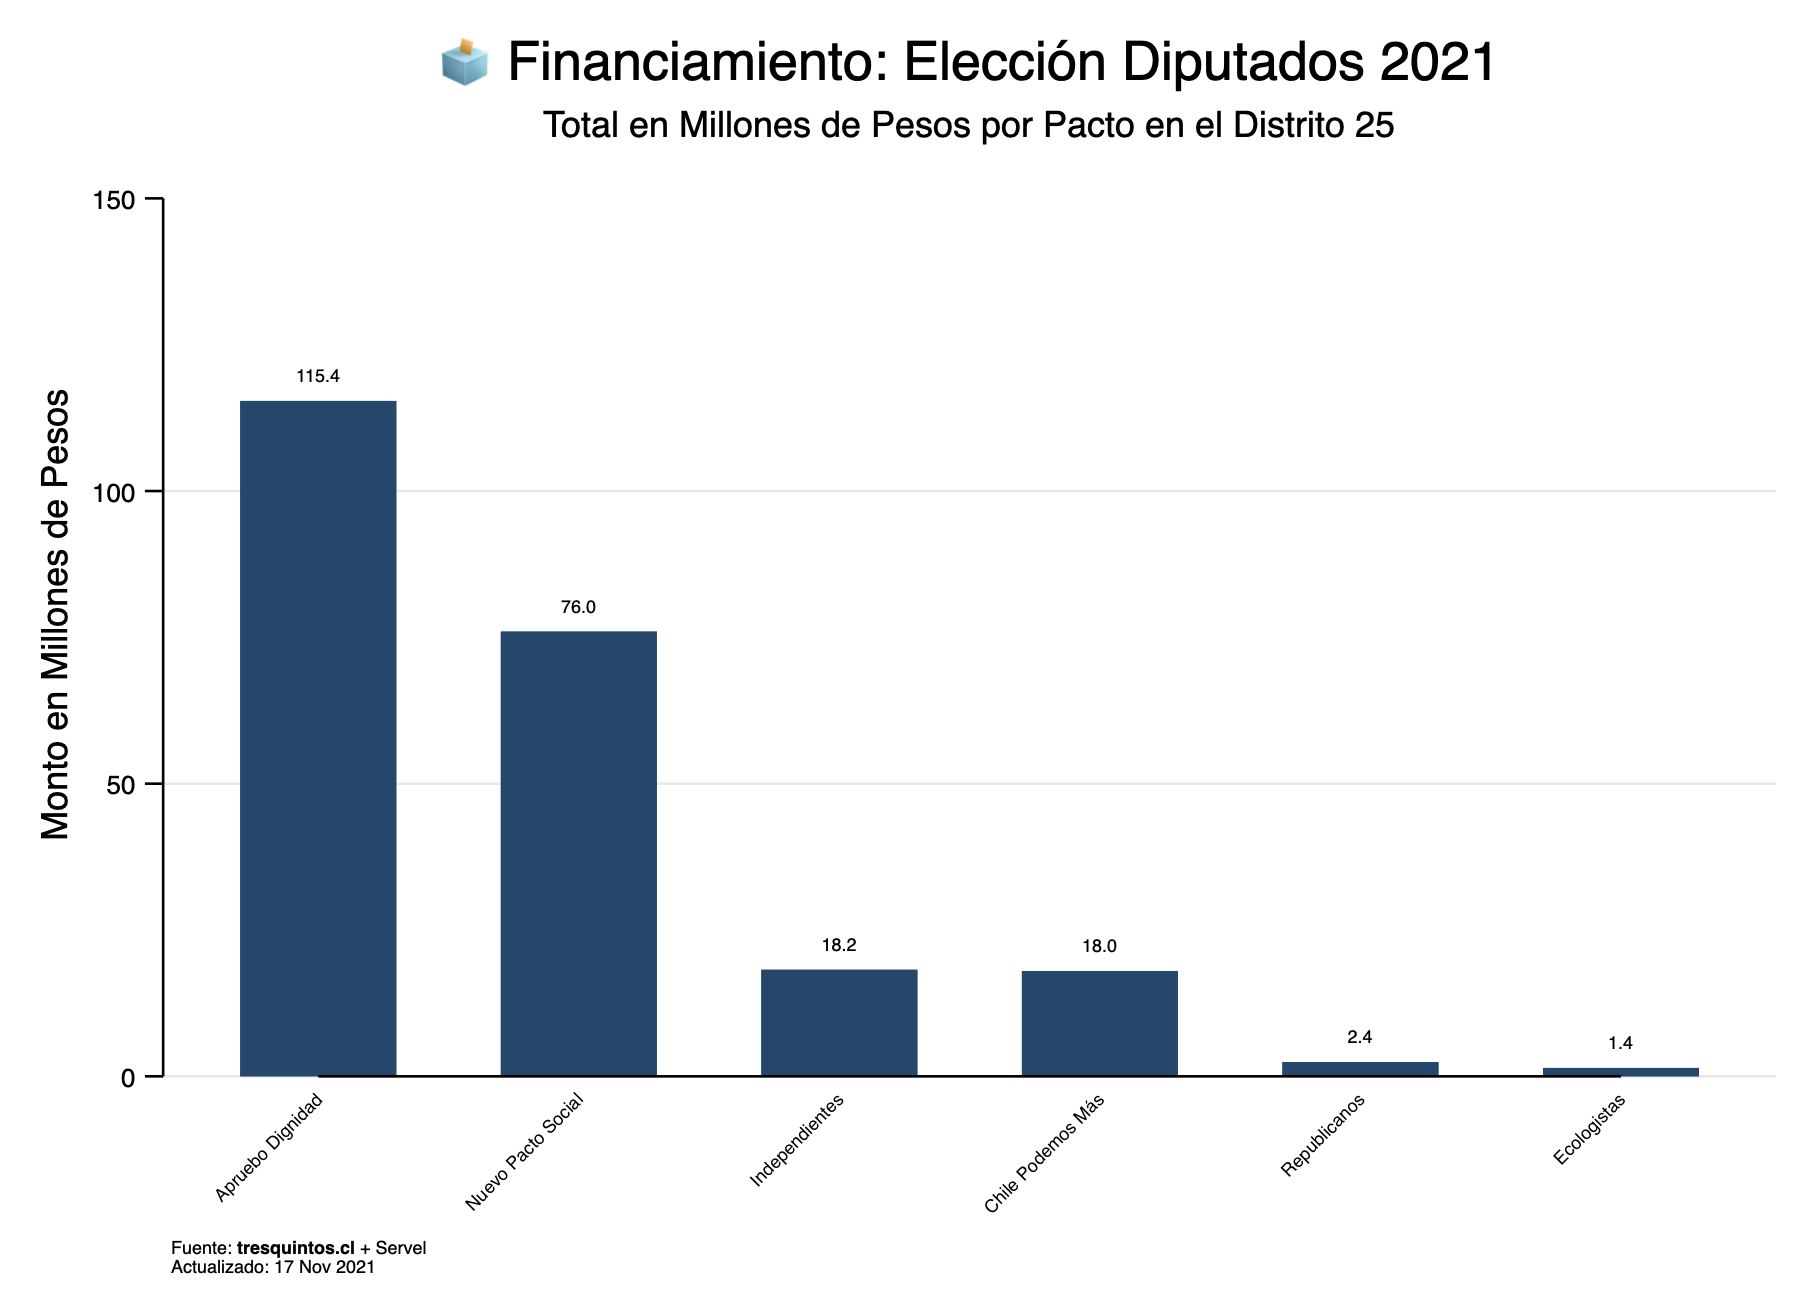 Financiamiento: Elección Diputados 2021
Total en Millones de Pesos por Pacto en el Distrito 25
Monto en Millones de Pesos
150
100
50
0
115.4
76.0
18.2
18.0
2.4
1.4
Apruebo Dignidad
Nuevo Pacto Social
Independientes
Chile Podemos Más
Republicanos
Ecologistas
Fuente: tresquintos.cl + Servel
Actualizado: 17 Nov 2021